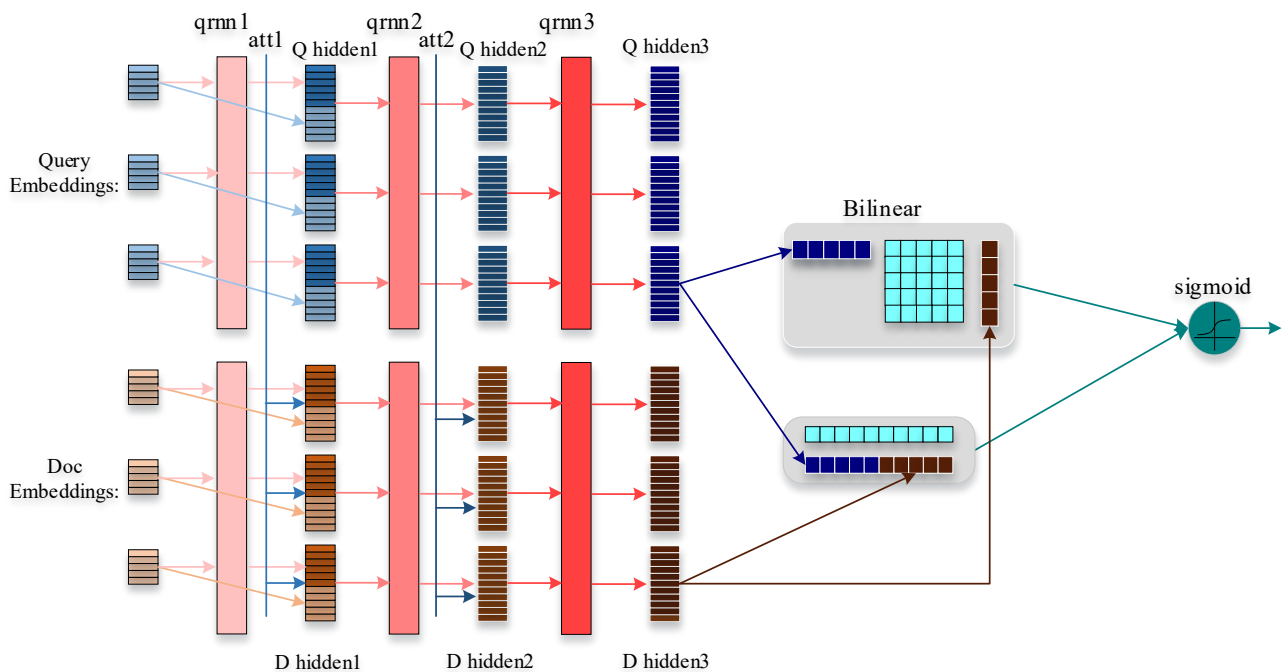 qrnn1
qrnn2
qrnn3
att1
att2
Q hidden1
Q hidden2
Q hidden3
Query
Embeddings:
Bilinear
sigmoid
Doc
Embeddings:
D hidden1
D hidden2
D hidden3